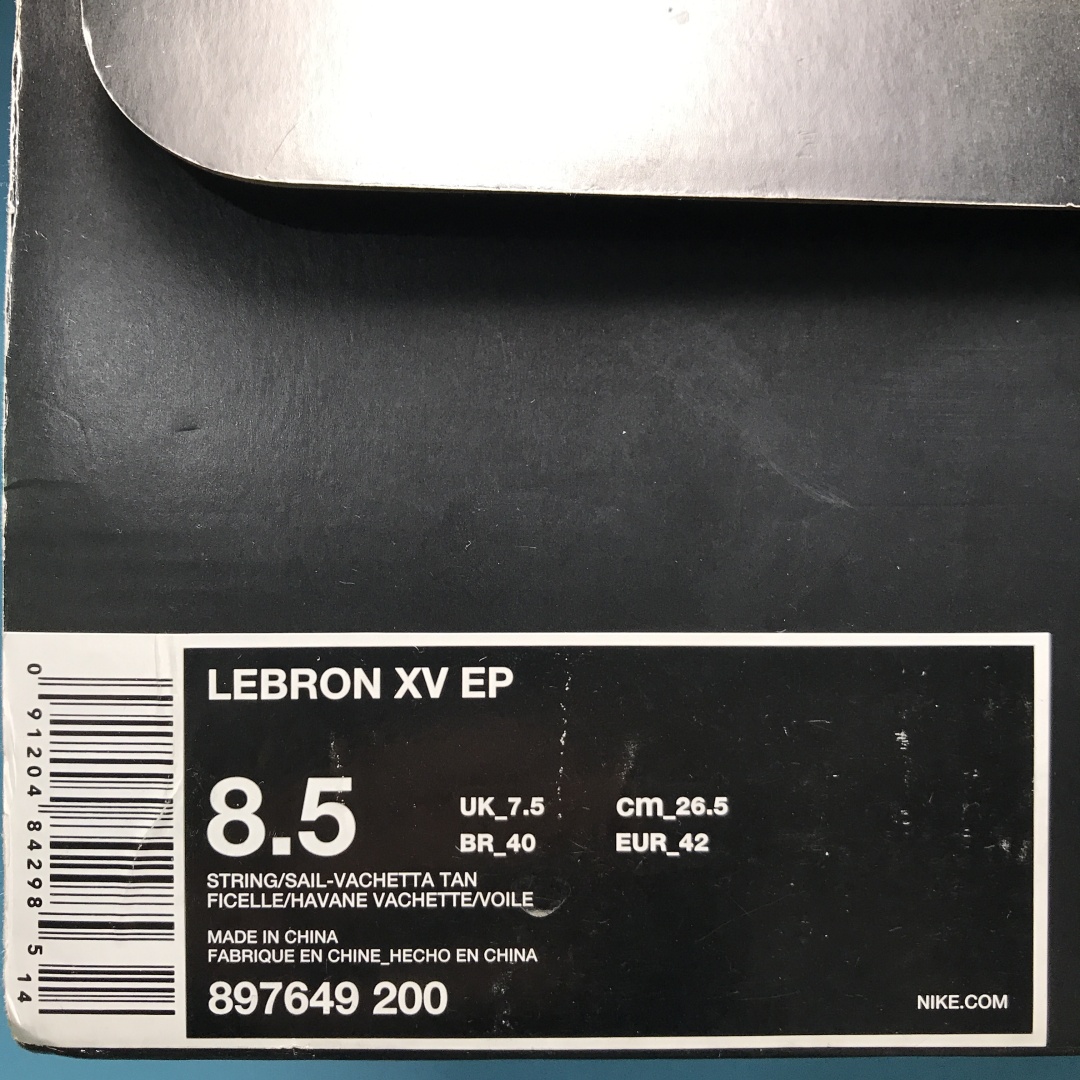 LEBRON XV EP
8.5
UK_7.5 cm_26.5
BR_40 EUR_42
STRING/SAIL-VACHETTA TAN
FICELLE/HAVANE VACHETTE/VOILE
MADE IN CHINA
FABRIQUE EN CHINE_HECHO EN CHINA
897649 200
NIKE.COM
0 91204 84298 5 14